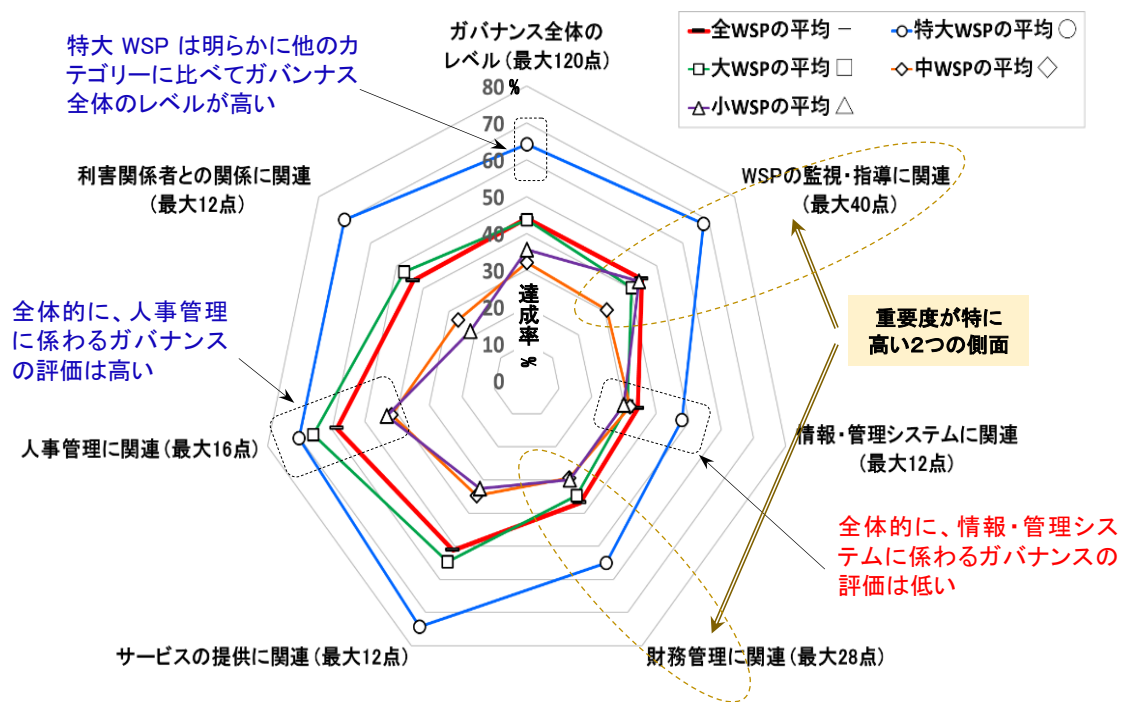 特大 WSP は明らかに他のカ
テゴリーに比べてガバンナス
全体のレベルが高い
ガバナンス全体の
レベル（最大120点）
全WSPの平均 －
特大WSPの平均 ○
大WSPの平均 □
中WSPの平均 ◇
小WSPの平均 △
80 %
70
60
50
40
30
20
10
0
達成率 %
利害関係者との関係に関連
（最大12点）
WSPの監視・指導に関連
（最大40点）
全体的に、人事管理
に係わるガバナンス
の評価は高い
重要度が特に
高い2つの側面
人事管理に関連（最大16点）
情報・管理システムに関連
（最大12点）
全体的に、情報・管理シス
テムに係わるガバナンスの
評価は低い
サービスの提供に関連（最大12点）
財務管理に関連（最大28点）